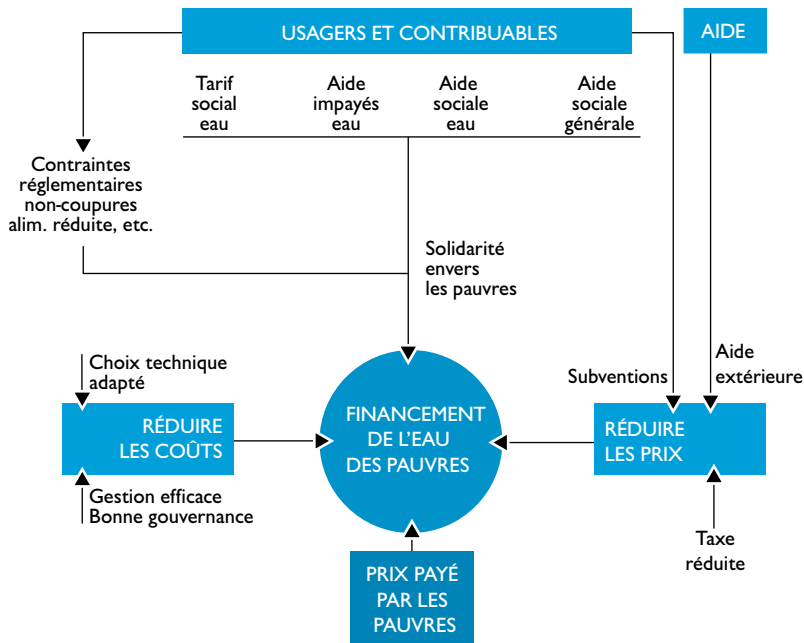 USAGERS ET CONTRIBUABLES
AIDE
Tarif
social
eau
Aide
impayés
eau
Aide
sociale
eau
Aide
sociale
générale
Contraintes
réglementaires
non-coupures
alim. réduite, etc.
Solidarité
envers
les pauvres
Choix technique
adapté
Subventions
Aide
extérieure
RÉDUIRE
LES COÛTS
FINANCEMENT
DE L'EAU
DES PAUVRES
RÉDUIRE
LES PRIX
Gestion efficace
Bonne gouvernance
Taxe
réduite
PRIX PAYÉ
PAR LES
PAUVRES